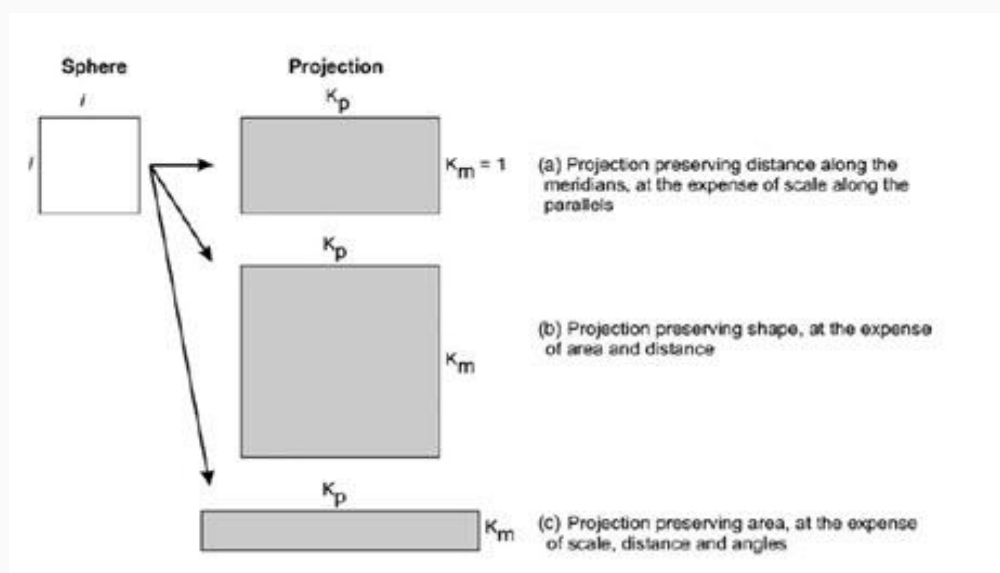 Sphere
Projection
l
l
Kp
Km = 1
(a) Projection preserving distance along the
meridians, at the expense of scale along the
parallels
Kp
Km
(b) Projection preserving shape, at the expense
of area and distance
Kp
Km
(c) Projection preserving area, at the expense
of scale, distance and angles